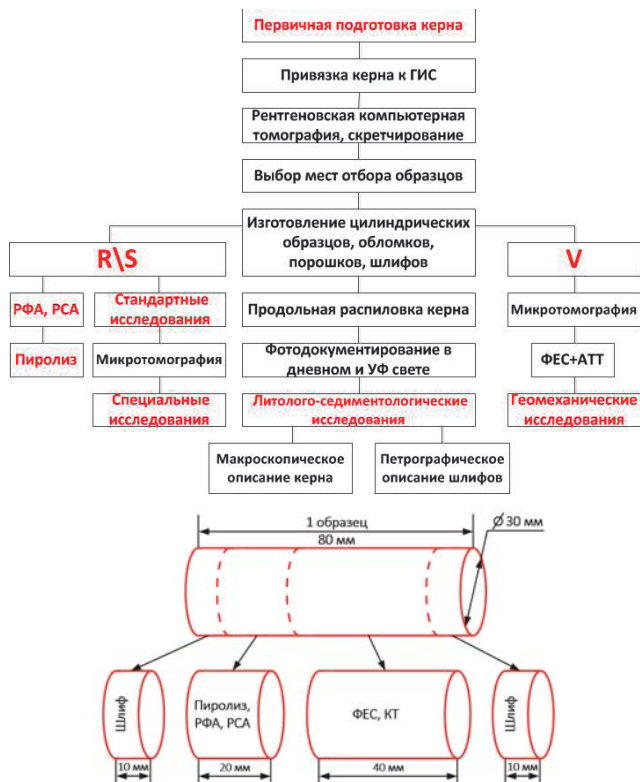 Первичная подготовка керна
Привязка керна к ГИС
Рентгеновская компьютерная
томография, скретчирование
Выбор мест отбора образцов
Изготовление цилиндрических
образцов, обломков,
порошков, шлифов
R\S
V
РФА, РСА
Стандартные
исследования
Продольная распиловка керна
Микротомография
Пиролиз
Микротомография
Фотодокументирование в
дневном и УФ свете
ФЕС+АТТ
Специальные
исследования
Литолого-седиментологические
исследования
Геомеханические
исследования
Макроскопическое
описание керна
Петрографическое
описание шлифов
1 образец
80 мм
Ø 30 мм
Шлиф
Пиролиз,
РФА, РСА
ФЕС, КТ
Шлиф
10 мм
20 мм
40 мм
10 мм